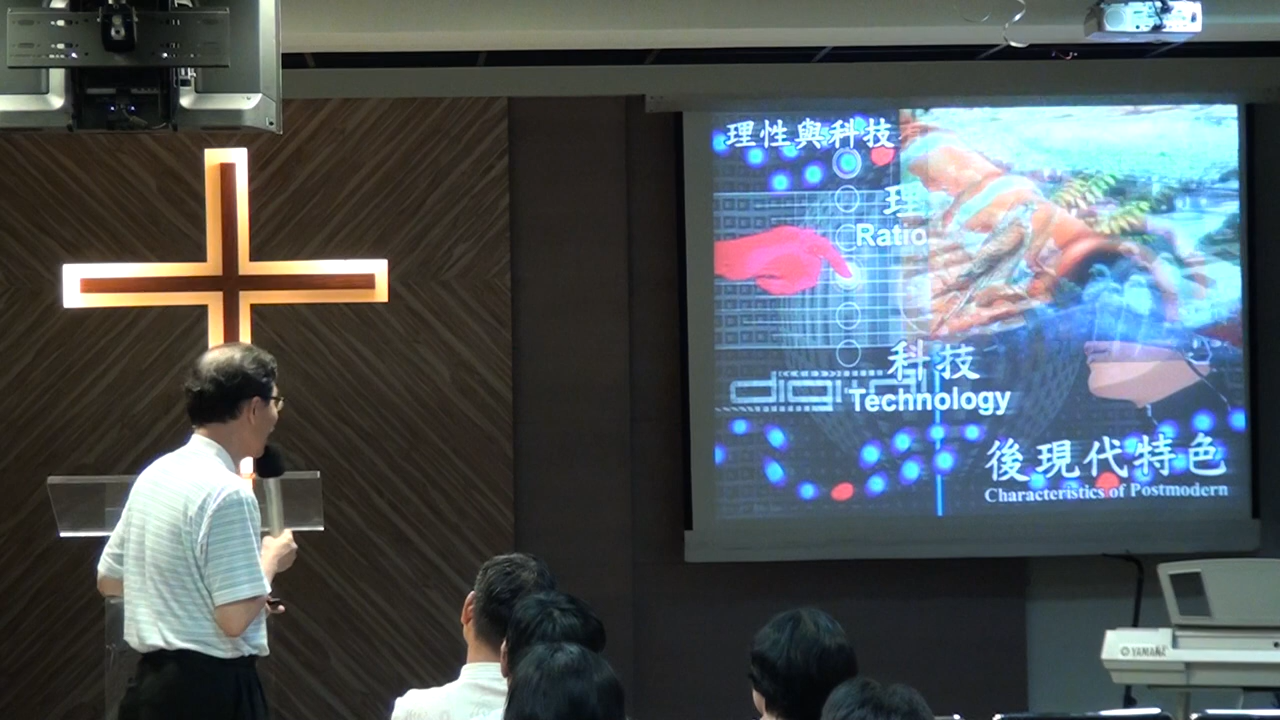 理性與科技
理
Ratio
科技
digital
Technology
後現代特色
Characteristics of Postmodern
YAMAHA